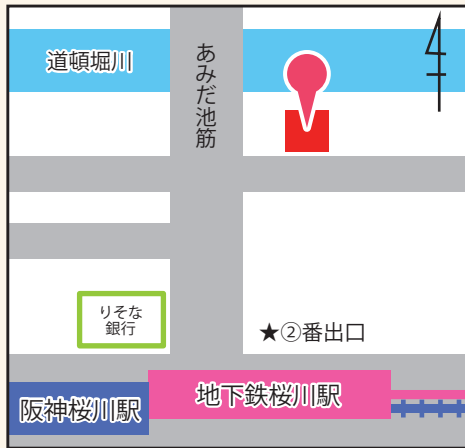 道頓堀川
あみだ池筋
りそな
銀行
★②番出口
地下鉄桜川駅
阪神桜川駅